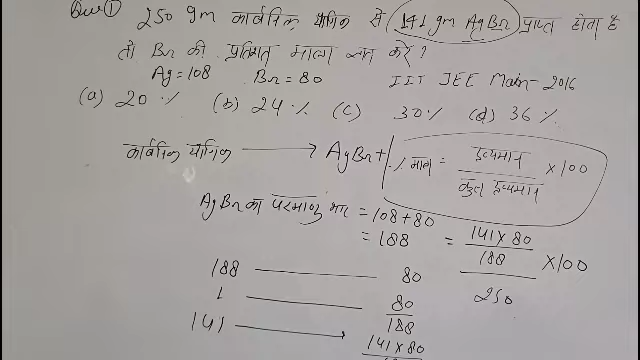 Que ① 250 gm कार्बनिक यौगिक से 141 gm AgBr प्राप्त होता है
तो Br की प्रतिशत मात्रा ज्ञात करें ?
Ag = 108 Br = 80 IIT JEE Main - 2016
(a) 20 % (b) 24 % (c) 30 % (d) 36 %
कार्बनिक यौगिक → AgBr +
% मात्रा = द्रव्यमान / कुल द्रव्यमान × 100
AgBr का परमाणु भार = 108 + 80
= 188
= 141 × 80 / 188 / 250 × 100
188 — 80
1 — 80 / 188
141 → 141 × 80